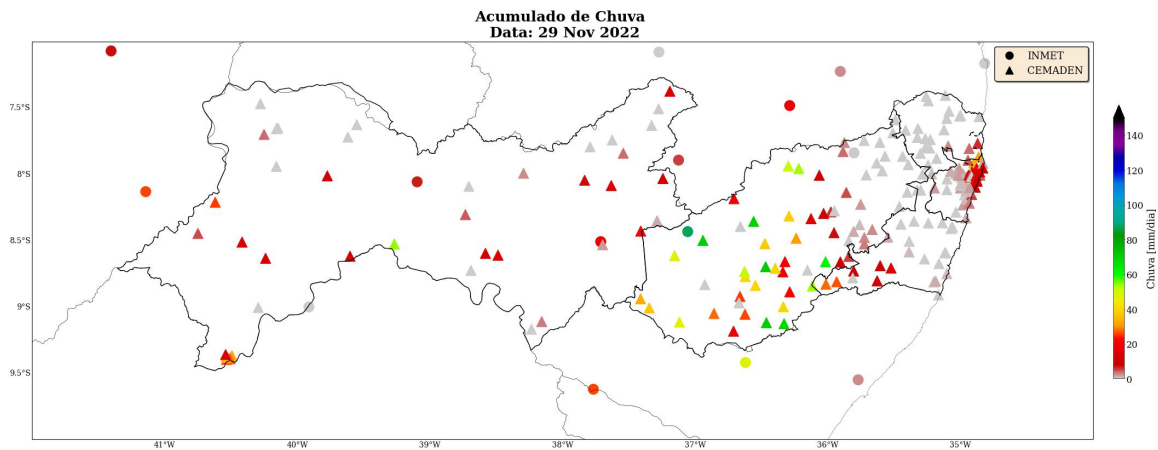 Acumulado de Chuva
Data: 29 Nov 2022
INMET
CEMADEN
7.5°S
8°S
8.5°S
9°S
9.5°S
41°W
40°W
39°W
38°W
37°W
36°W
35°W
140
120
100
80
60
40
20
0
Chuva [mm/dia]